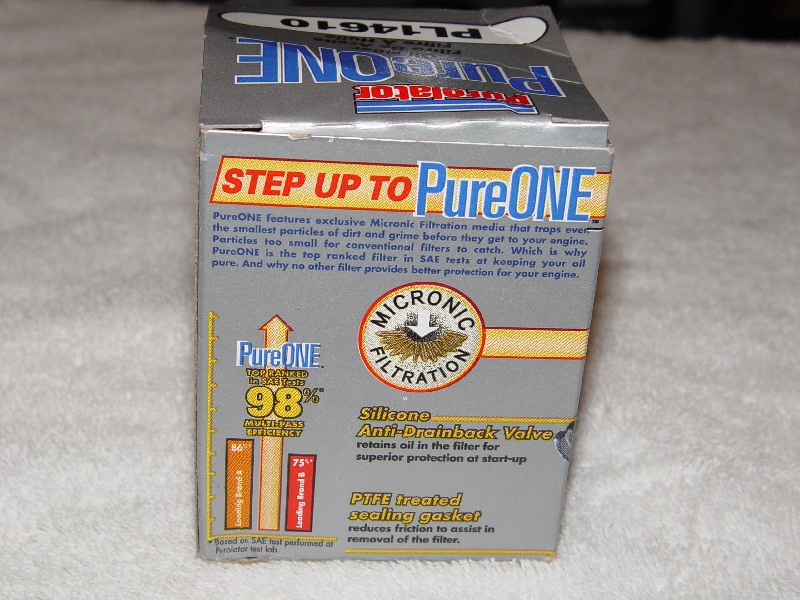 PL14610
PureONE
Purolator
STEP UP TO PureONE™
PureONE features exclusive Micronic Filtration media that traps even
the smallest particles of dirt and grime before they get to your engine.
Particles too small for conventional filters to catch. Which is why
PureONE is the top ranked filter in SAE tests at keeping your oil
pure. And why no other filter provides better protection for your engine.
MICRONIC
FILTRATION
PureONE
TOP RANKED
in SAE Tests
98%*
MULTI-PASS
EFFICIENCY
86%*
Leading Brand A
75%*
Leading Brand B
Silicone
Anti-Drainback Valve
retains oil in the filter for
superior protection at start-up
PTFE treated
sealing gasket
reduces friction to assist in
removal of the filter.
* Based on SAE test performed at
Purolator test lab.